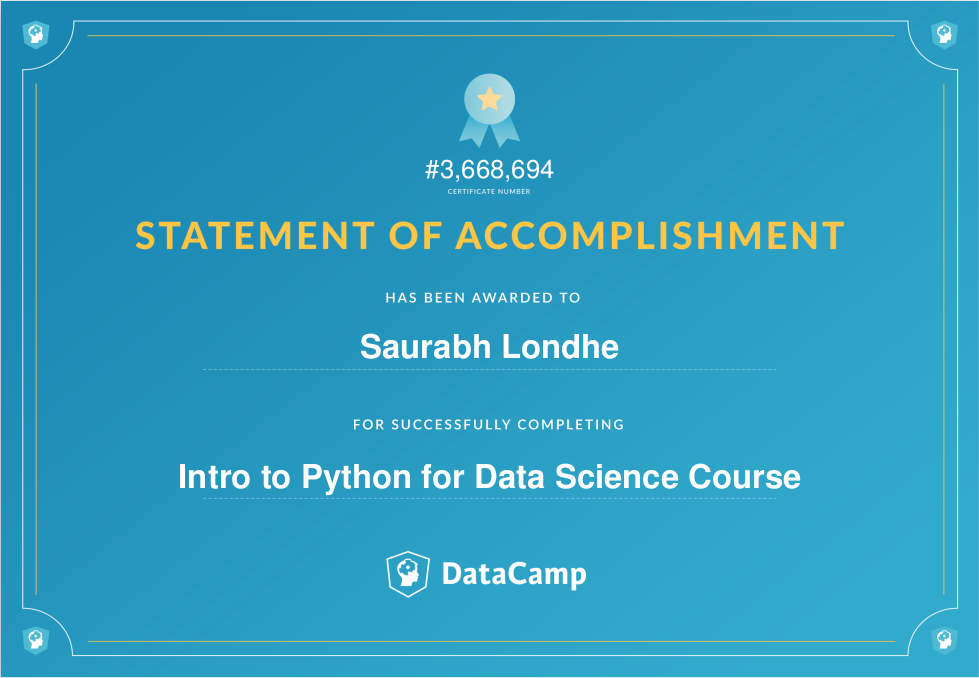 #3,668,694
CERTIFICATE NUMBER
STATEMENT OF ACCOMPLISHMENT
HAS BEEN AWARDED TO
Saurabh Londhe
FOR SUCCESSFULLY COMPLETING
Intro to Python for Data Science Course
DataCamp